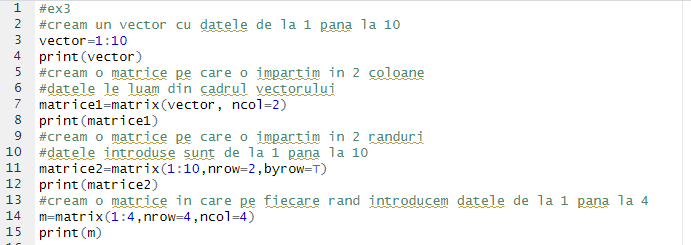 1 #ex3
2 #cream un vector cu datele de la 1 pana la 10
3 vector=1:10
4 print(vector)
5 #cream o matrice pe care o impartim in 2 coloane
6 #datele le luam din cadrul vectorului
7 matrice1=matrix(vector, ncol=2)
8 print(matrice1)
9 #cream o matrice pe care o impartim in 2 randuri
10 #datele introduse sunt de la 1 pana la 10
11 matrice2=matrix(1:10,nrow=2,byrow=T)
12 print(matrice2)
13 #cream o matrice in care pe fiecare rand introducem datele de la 1 pana la 4
14 m=matrix(1:4,nrow=4,ncol=4)
15 print(m)